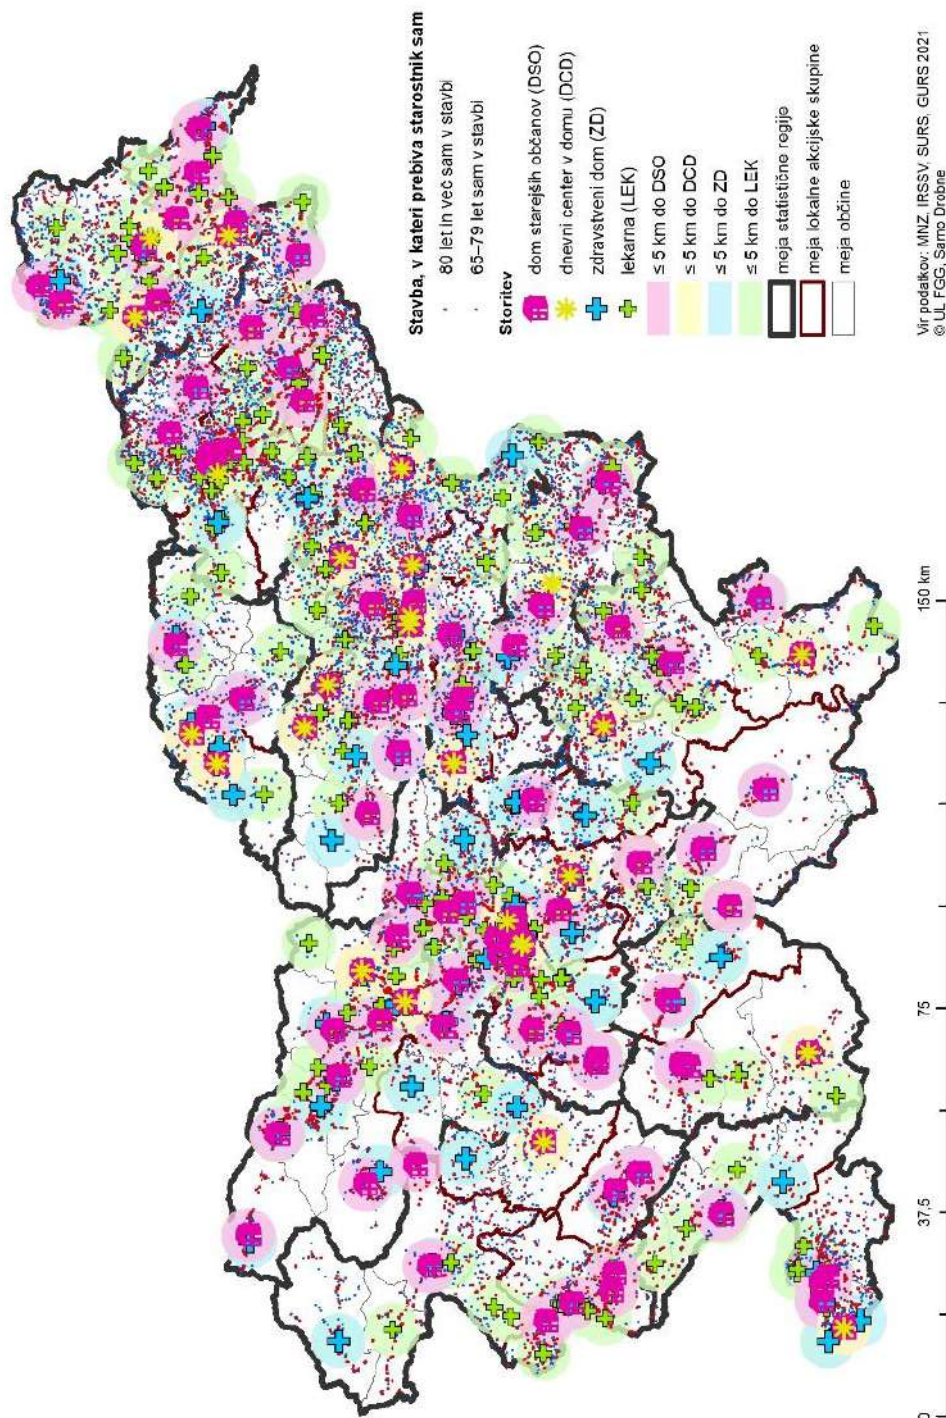 Stavba, v kateri prebiva starostnik sam
80 let in več sam v stavbi
65–79 let sam v stavbi
Storitev
dom starejših občanov (DSO)
dnevni center v domu (DCD)
zdravstveni dom (ZD)
lekarna (LEK)
≤ 5 km do DSO
≤ 5 km do DCD
≤ 5 km do ZD
≤ 5 km do LEK
meja statistične regije
meja lokalne akcijske skupine
meja občine
0 37,5 75 150 km
Vir podatkov: MNZ, IRSSV, SURS, GURS 2021
© UL FGG, Samo Drobne